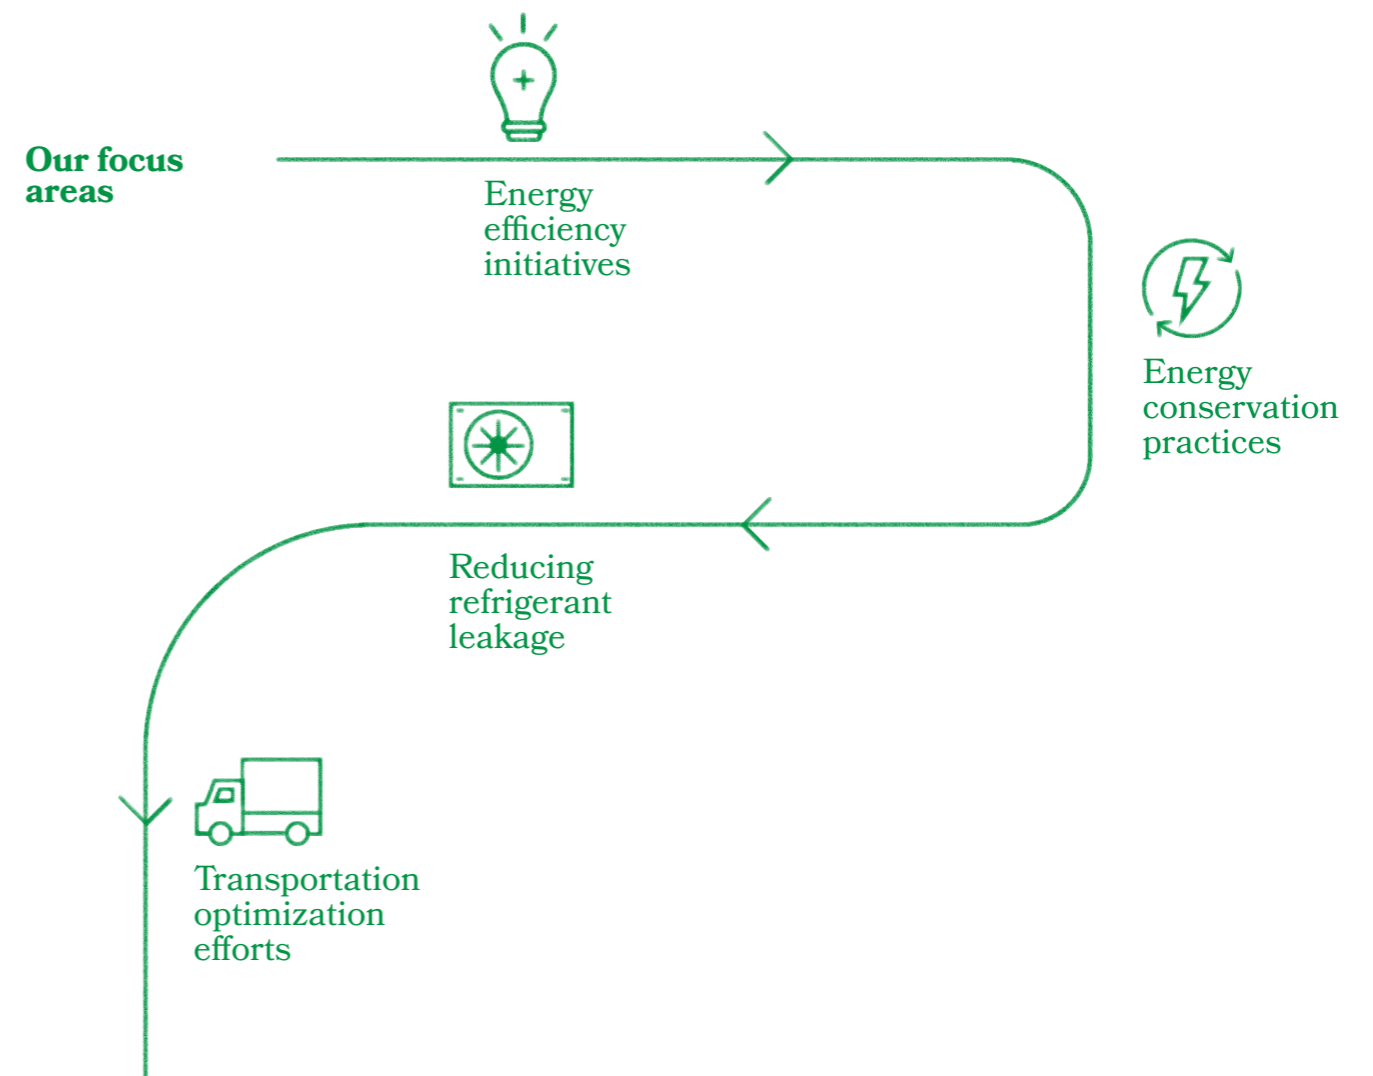 Our focus
areas
Energy
efficiency
initiatives
Energy
conservation
practices
Reducing
refrigerant
leakage
Transportation
optimization
efforts